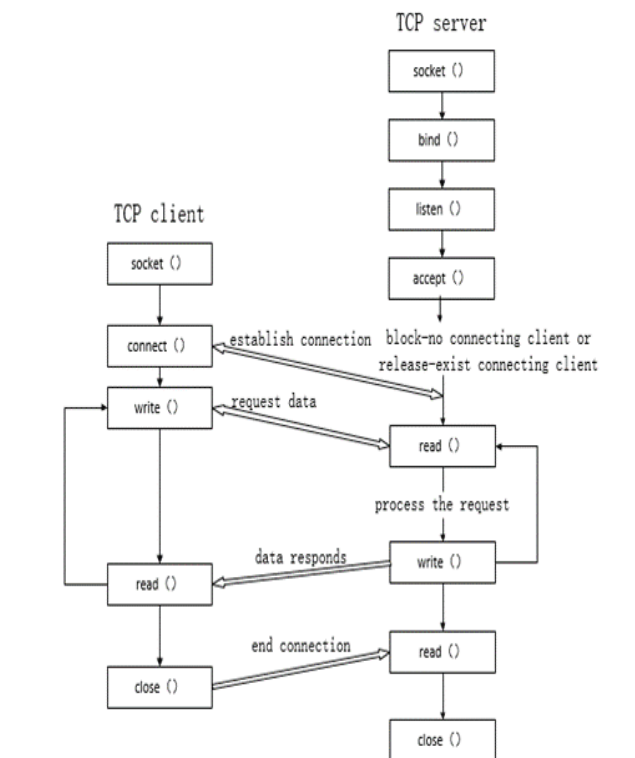 TCP server
socket ()
bind ()
listen ()
TCP client
accept ()
socket ()
establish connection
block-no connecting client or
release-exist connecting client
connect ()
request data
write ()
read ()
process the request
data responds
write ()
read ()
end connection
read ()
close ()
close ()